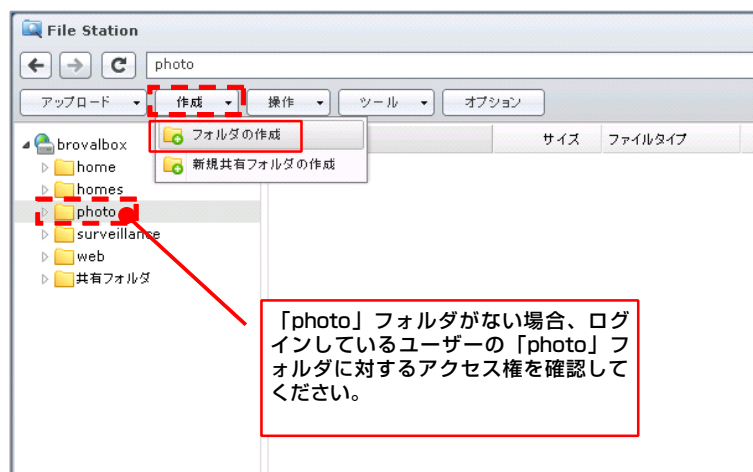 File Station
photo
アップロード 作成 操作 ツール オプション
フォルダの作成
新規共有フォルダの作成
サイズ ファイルタイプ
brovalbox
home
homes
photo
surveillance
web
共有フォルダ
「photo」フォルダがない場合、ログ
インしているユーザーの「photo」フ
ォルダに対するアクセス権を確認して
ください。